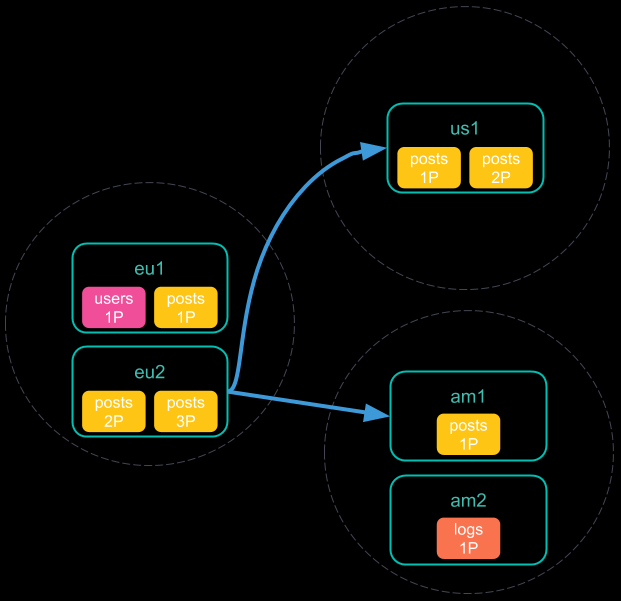 us1
posts
1P
posts
2P
eu1
users
1P
posts
1P
eu2
posts
2P
posts
3P
am1
posts
1P
am2
logs
1P